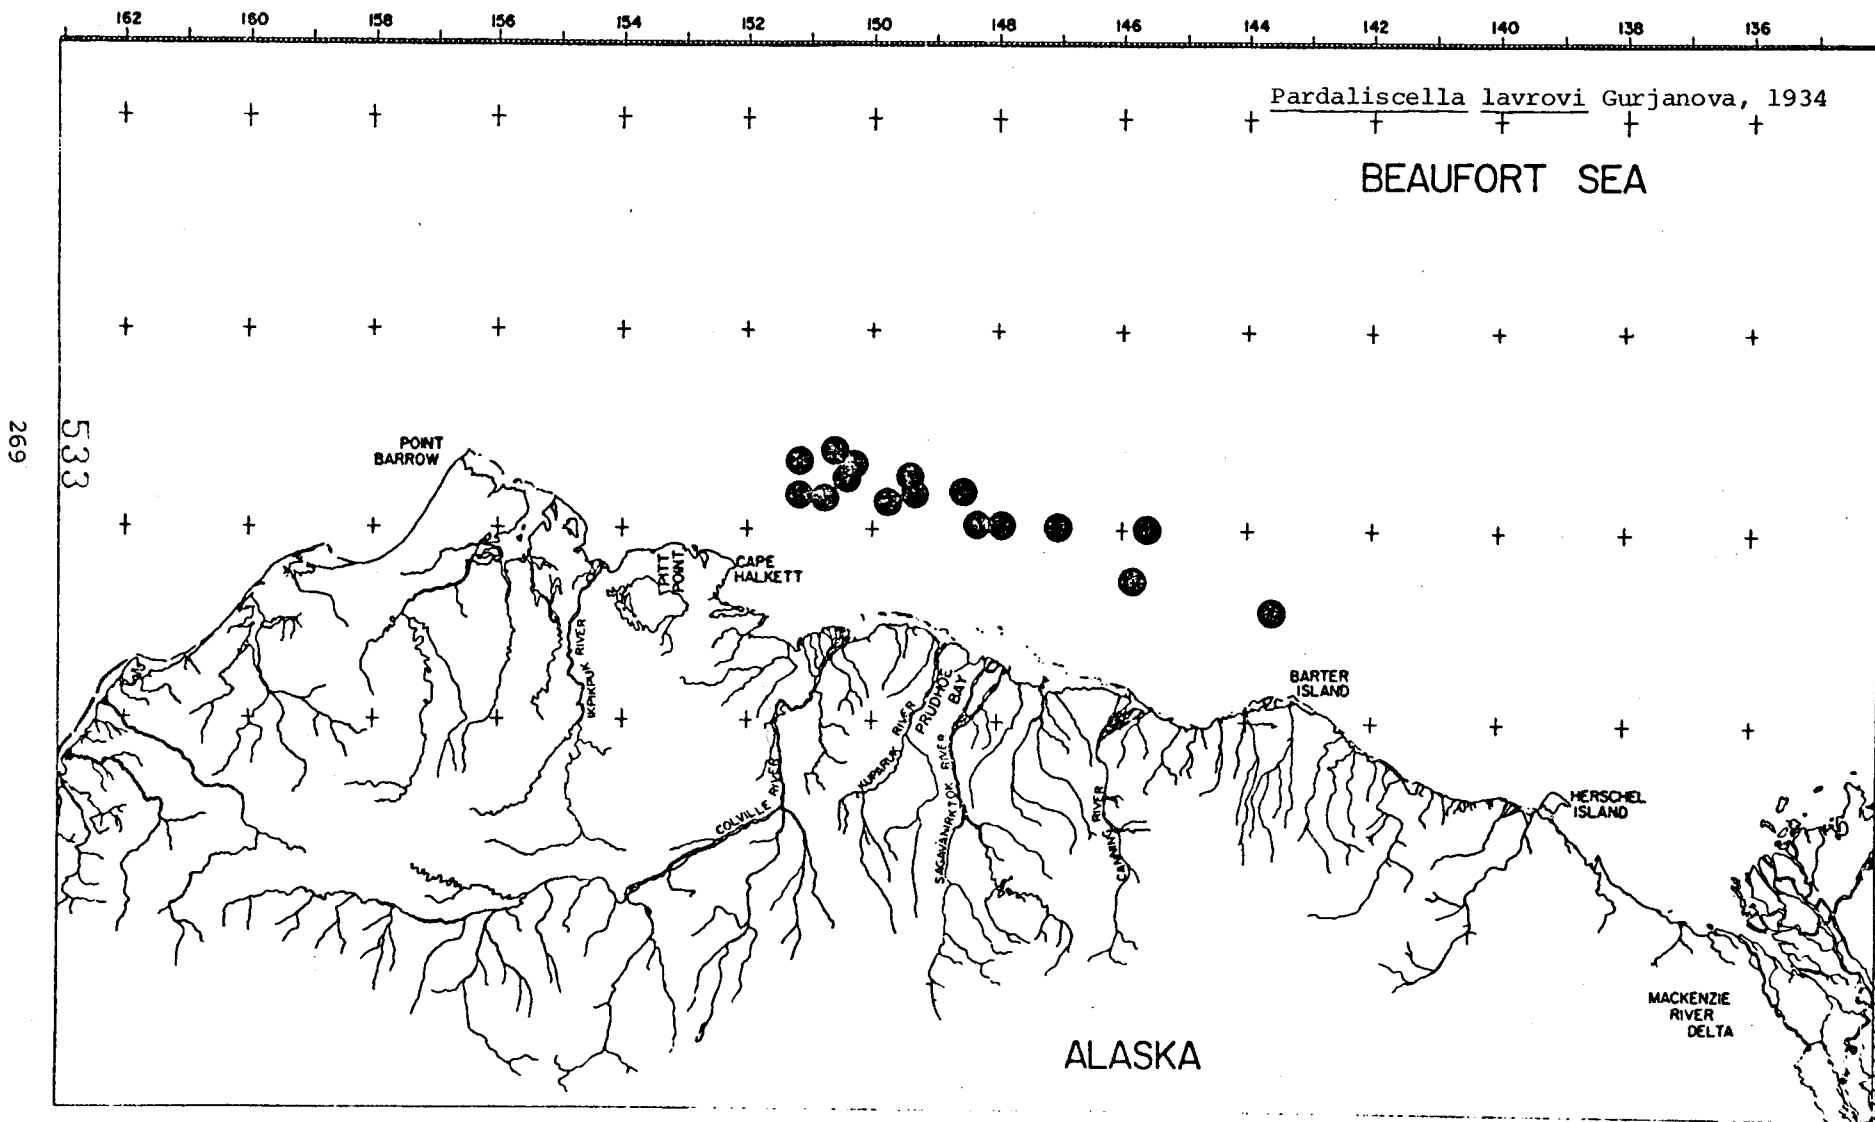 162 160 158 156 154 152 150 148 146 144 142 140 138 136
Pardaliscella lavrovi Gurjanova, 1934
BEAUFORT SEA
269
533
POINT
BARROW
PITT
POINT
CAPE
HALKETT
IKPIKPUK RIVER
COLVILLE RIVER
KUPARUK RIVER
PRUDHOE
BAY
SAGAVANIRKTOK RIVER
CANNING RIVER
BARTER
ISLAND
HERSCHEL
ISLAND
MACKENZIE
RIVER
DELTA
ALASKA